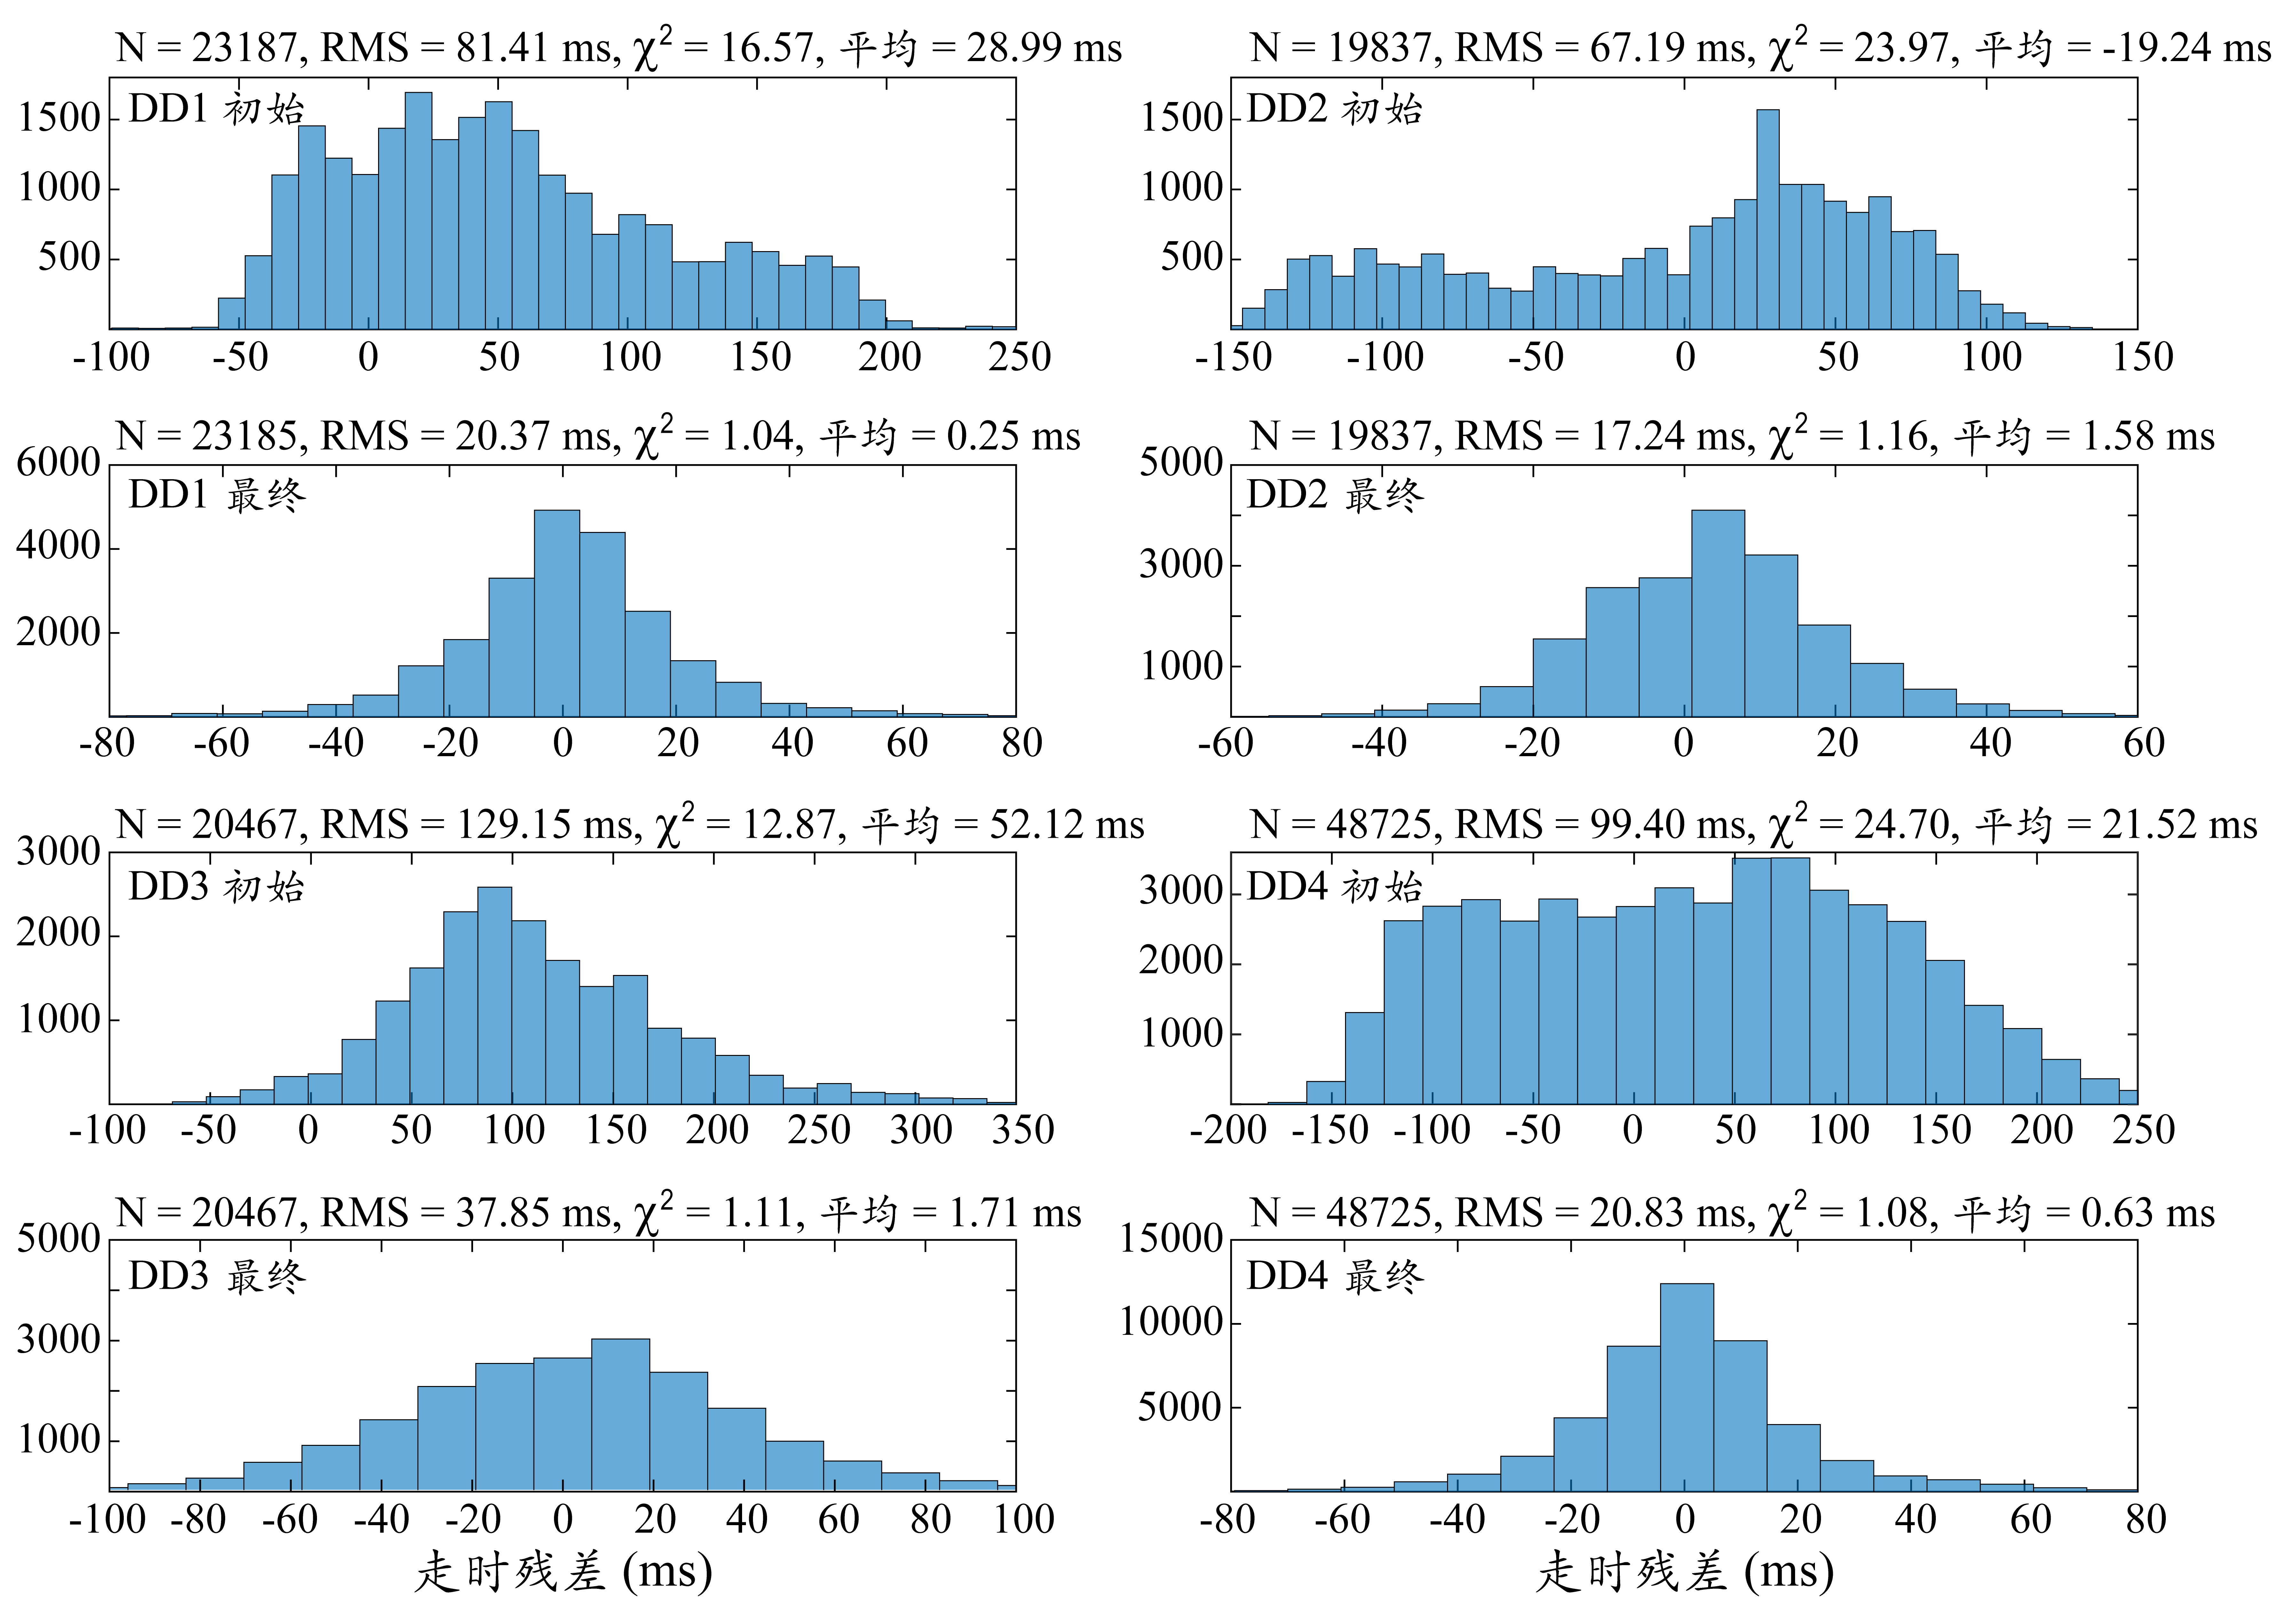 N = 23187, RMS = 81.41 ms, χ² = 16.57, 平均 = 28.99 ms
DD1 初始
1500
1000
500
-100 -50 0 50 100 150 200 250
N = 19837, RMS = 67.19 ms, χ² = 23.97, 平均 = -19.24 ms
DD2 初始
1500
1000
500
-150 -100 -50 0 50 100 150
N = 23185, RMS = 20.37 ms, χ² = 1.04, 平均 = 0.25 ms
DD1 最终
6000
4000
2000
-80 -60 -40 -20 0 20 40 60 80
N = 19837, RMS = 17.24 ms, χ² = 1.16, 平均 = 1.58 ms
DD2 最终
5000
3000
1000
-60 -40 -20 0 20 40 60
N = 20467, RMS = 129.15 ms, χ² = 12.87, 平均 = 52.12 ms
DD3 初始
3000
2000
1000
-100 -50 0 50 100 150 200 250 300 350
N = 48725, RMS = 99.40 ms, χ² = 24.70, 平均 = 21.52 ms
DD4 初始
3000
2000
1000
-200 -150 -100 -50 0 50 100 150 200 250
N = 20467, RMS = 37.85 ms, χ² = 1.11, 平均 = 1.71 ms
DD3 最终
5000
3000
1000
-100 -80 -60 -40 -20 0 20 40 60 80 100
走时残差 (ms)
N = 48725, RMS = 20.83 ms, χ² = 1.08, 平均 = 0.63 ms
DD4 最终
15000
10000
5000
-80 -60 -40 -20 0 20 40 60 80
走时残差 (ms)